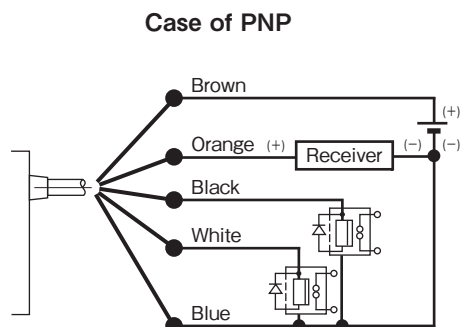 Case of PNP
Brown
(+)
Orange (+) Receiver (−) (−)
Black
White
Blue